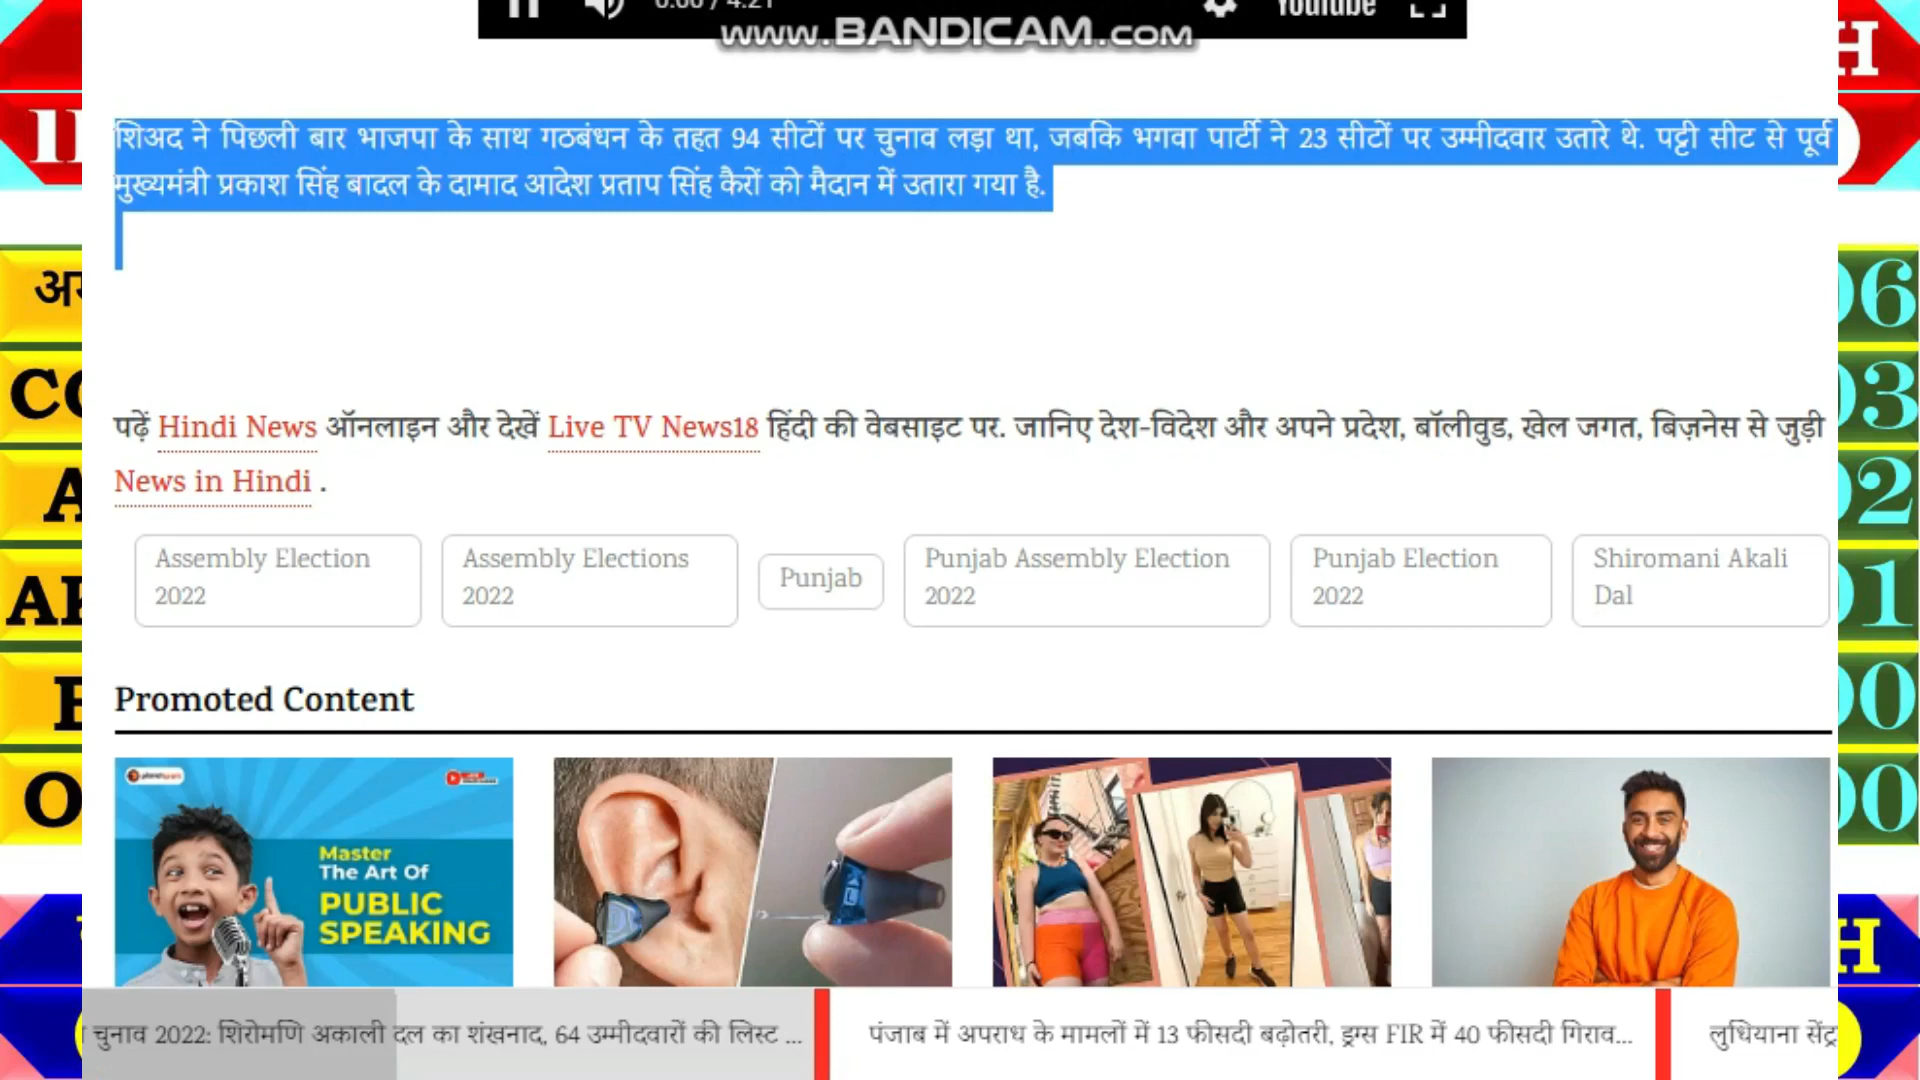 YouTube
www.BANDICAM.com
शिअद ने पिछली बार भाजपा के साथ गठबंधन के तहत 94 सीटों पर चुनाव लड़ा था, जबकि भगवा पार्टी ने 23 सीटों पर उम्मीदवार उतारे थे. पट्टी सीट से पूर्व
मुख्यमंत्री प्रकाश सिंह बादल के दामाद आदेश प्रताप सिंह कैरों को मैदान में उतारा गया है.
पढ़ें Hindi News ऑनलाइन और देखें Live TV News18 हिंदी की वेबसाइट पर. जानिए देश-विदेश और अपने प्रदेश, बॉलीवुड, खेल जगत, बिज़नेस से जुड़ी
News in Hindi .
Assembly Election
2022
Assembly Elections
2022
Punjab
Punjab Assembly Election
2022
Punjab Election
2022
Shiromani Akali
Dal
Promoted Content
Master
The Art Of
PUBLIC
SPEAKING
चुनाव 2022: शिरोमणि अकाली दल का शंखनाद, 64 उम्मीदवारों की लिस्ट ...
पंजाब में अपराध के मामलों में 13 फीसदी बढ़ोतरी, ड्रग्स FIR में 40 फीसदी गिराव...
लुधियाना